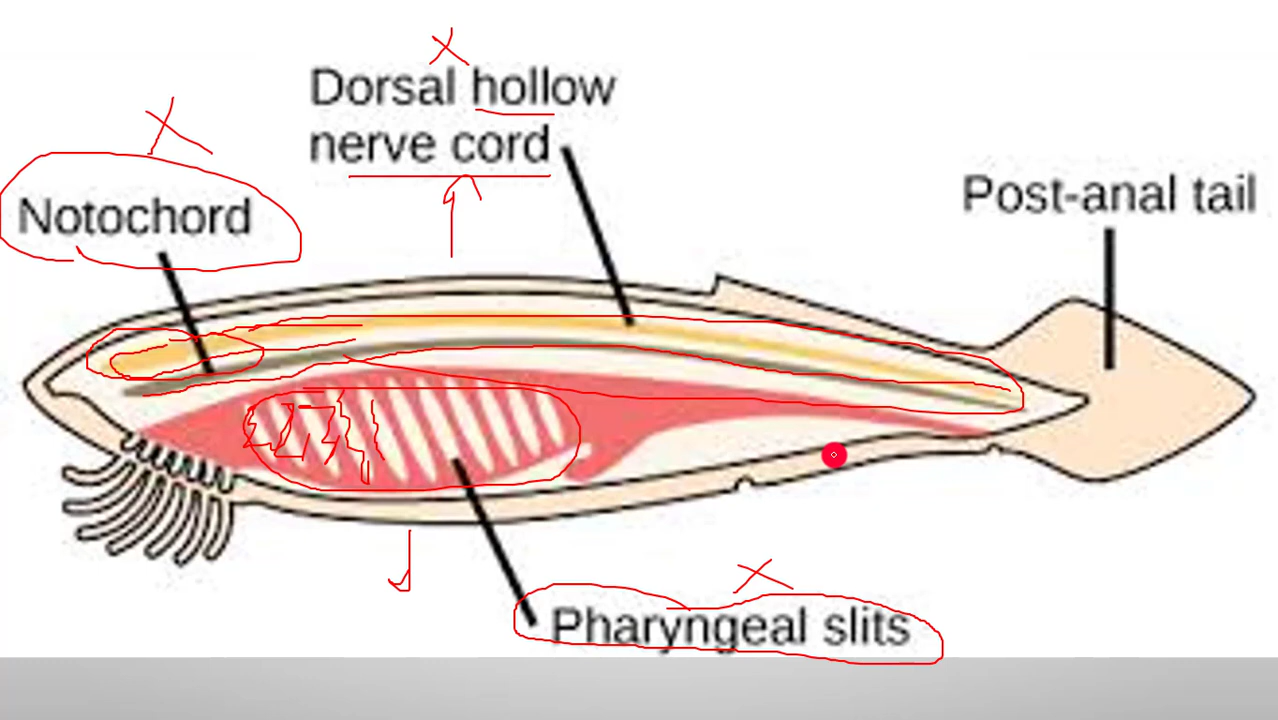 Dorsal hollow
nerve cord
Notochord
Post-anal tail
Pharyngeal slits